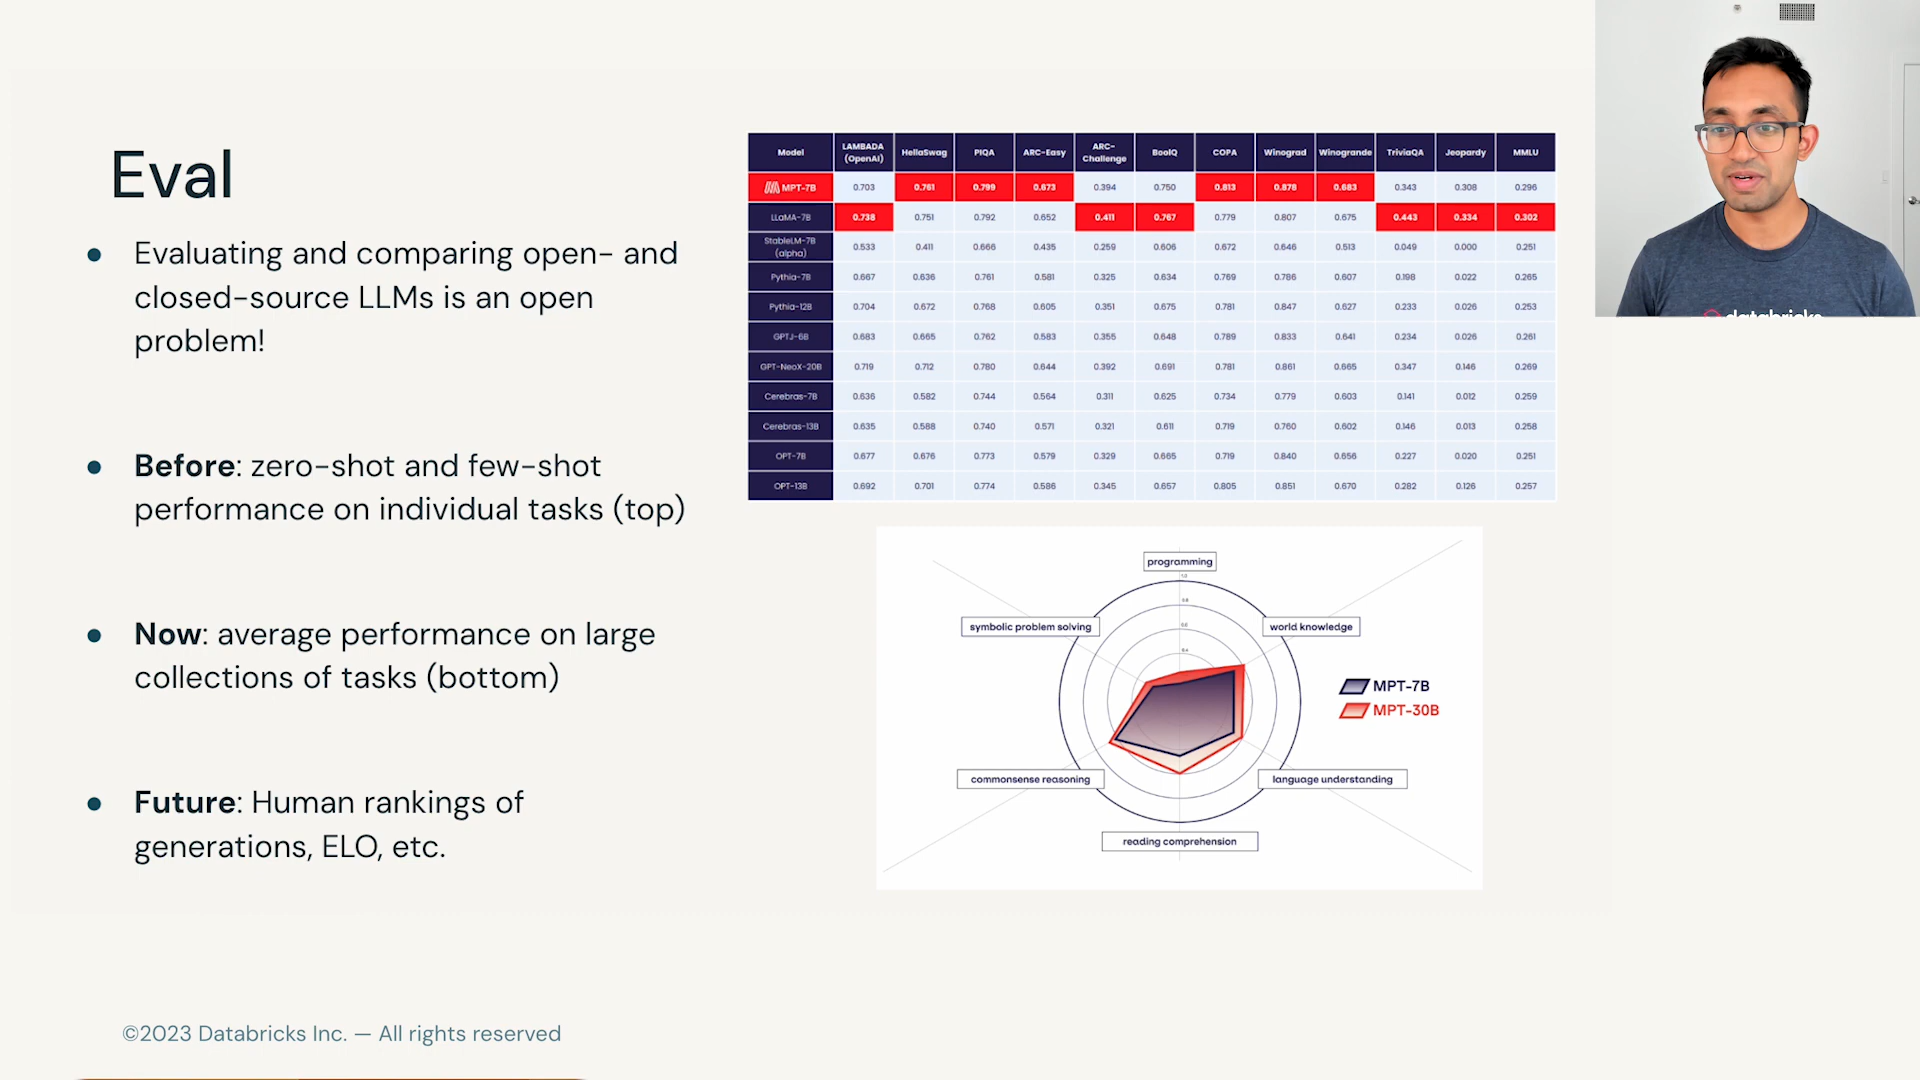 Eval
• Evaluating and comparing open- and
closed-source LLMs is an open
problem!
• Before: zero-shot and few-shot
performance on individual tasks (top)
• Now: average performance on large
collections of tasks (bottom)
• Future: Human rankings of
generations, ELO, etc.
Model LAMBADA (OpenAI) HellaSwag PIQA ARC-Easy ARC-Challenge BoolQ COPA Winograd Winogrande TriviaQA Jeopardy MMLU
MPT-7B 0.703 0.761 0.799 0.673 0.394 0.750 0.813 0.878 0.683 0.343 0.308 0.296
LLaMA-7B 0.738 0.751 0.792 0.652 0.411 0.767 0.779 0.807 0.675 0.443 0.334 0.302
StableLM-7B (alpha) 0.533 0.411 0.666 0.435 0.259 0.606 0.672 0.646 0.513 0.049 0.000 0.251
Pythia-7B 0.667 0.636 0.761 0.581 0.325 0.634 0.769 0.786 0.607 0.198 0.022 0.265
Pythia-12B 0.704 0.672 0.768 0.605 0.351 0.675 0.781 0.847 0.627 0.233 0.026 0.253
GPTJ-6B 0.683 0.665 0.762 0.583 0.355 0.648 0.789 0.833 0.641 0.234 0.026 0.261
GPT-NeoX-20B 0.719 0.712 0.780 0.644 0.392 0.691 0.781 0.861 0.665 0.347 0.146 0.269
Cerebras-7B 0.636 0.582 0.744 0.564 0.311 0.625 0.734 0.779 0.603 0.141 0.012 0.259
Cerebras-13B 0.635 0.588 0.740 0.571 0.321 0.611 0.719 0.760 0.602 0.146 0.013 0.258
OPT-7B 0.677 0.676 0.773 0.579 0.329 0.665 0.719 0.840 0.656 0.227 0.020 0.251
OPT-13B 0.692 0.701 0.774 0.586 0.345 0.657 0.805 0.851 0.670 0.282 0.126 0.257
programming
1.0
0.8
0.6
0.4
symbolic problem solving
world knowledge
MPT-7B
MPT-30B
commonsense reasoning
language understanding
reading comprehension
databricks
©2023 Databricks Inc. — All rights reserved